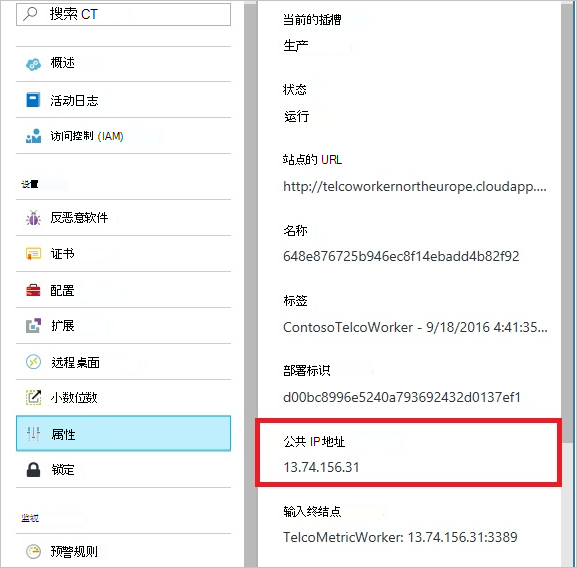 搜索 CT
概述
活动日志
访问控制 (IAM)
设置
反恶意软件
证书
配置
扩展
远程桌面
小数位数
属性
锁定
监视
预警规则
当前的插槽
生产
状态
运行
站点的 URL
http://telcoworkernortheurope.cloudapp....
名称
648e876725b946ec8f14ebadd4b82f92
标签
ContosoTelcoWorker - 9/18/2016 4:41:35...
部署标识
d00bc8996e5240a793692432d0137ef1
公共 IP 地址
13.74.156.31
输入终结点
TelcoMetricWorker: 13.74.156.31:3389